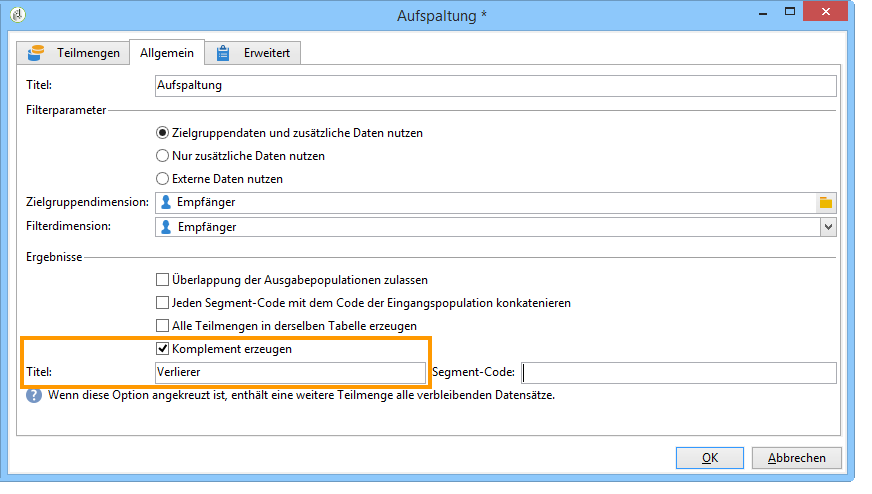 Aufspaltung *
Teilmengen Allgemein Erweitert
Titel: Aufspaltung
Filterparameter
Zielgruppendaten und zusätzliche Daten nutzen
Nur zusätzliche Daten nutzen
Externe Daten nutzen
Zielgruppendimension: Empfänger
Filterdimension: Empfänger
Ergebnisse
Überlappung der Ausgabepopulationen zulassen
Jeden Segment-Code mit dem Code der Eingangspopulation konkatenieren
Alle Teilmengen in derselben Tabelle erzeugen
Komplement erzeugen
Titel: Verlierer Segment-Code:
Wenn diese Option angekreuzt ist, enthält eine weitere Teilmenge alle verbleibenden Datensätze.
OK Abbrechen